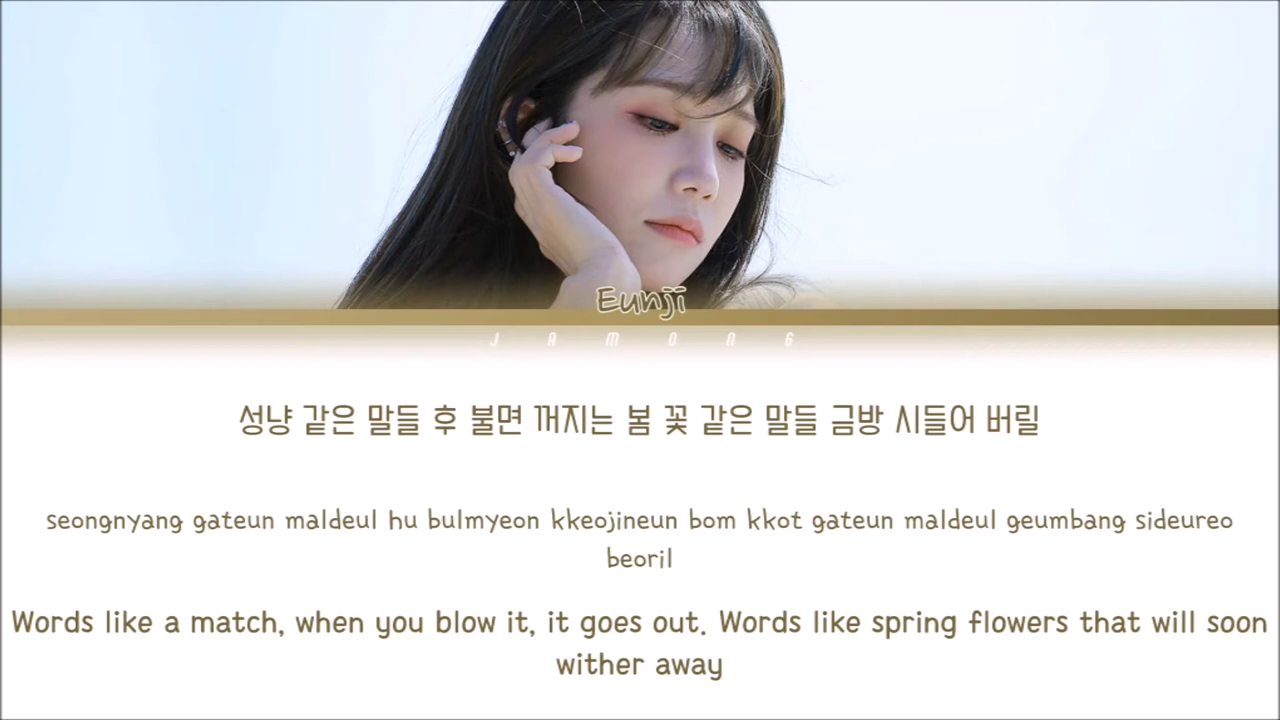 Eunji
J A M O N G
성냥 같은 말들 후 불면 꺼지는 봄 꽃 같은 말들 금방 시들어 버릴
seongnyang gateun maldeul hu bulmyeon kkeojineun bom kkot gateun maldeul geumbang sideureo
beoril
Words like a match, when you blow it, it goes out. Words like spring flowers that will soon
wither away